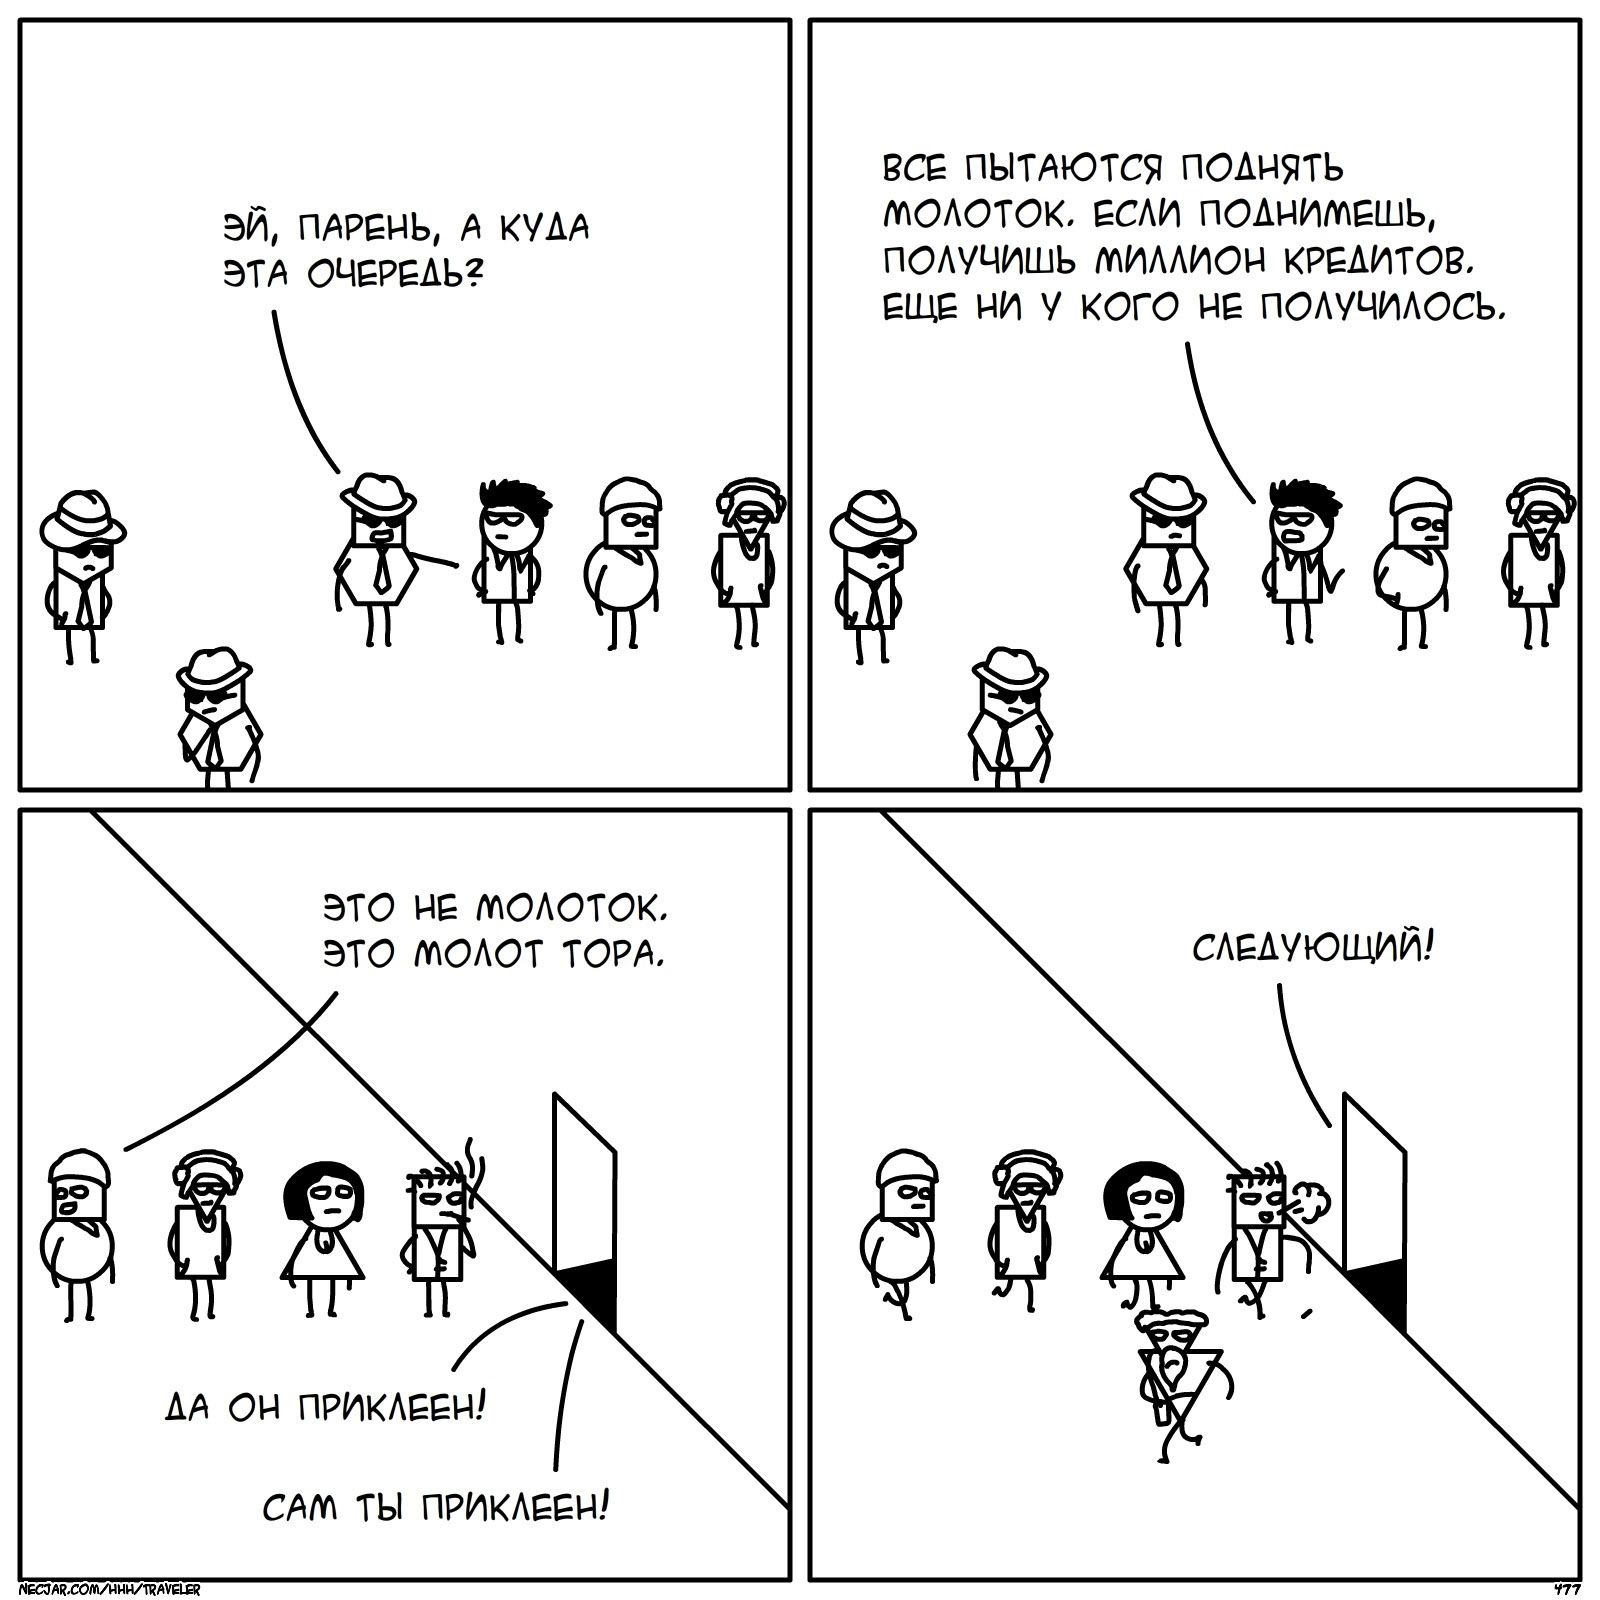 ЭЙ, ПАРЕНЬ, А КУДА
ЭТА ОЧЕРЕДЬ?
ВСЕ ПЫТАЮТСЯ ПОДНЯТЬ
МОЛОТОК. ЕСЛИ ПОДНИМЕШЬ,
ПОЛУЧИШЬ МИЛЛИОН КРЕДИТОВ.
ЕЩЕ НИ У КОГО НЕ ПОЛУЧИЛОСЬ.
ЭТО НЕ МОЛОТОК.
ЭТО МОЛОТ ТОРА.
ДА ОН ПРИКЛЕЕН!
САМ ТЫ ПРИКЛЕЕН!
СЛЕДУЮЩИЙ!
NECJAR.COM/HHH/TRAVELER
477